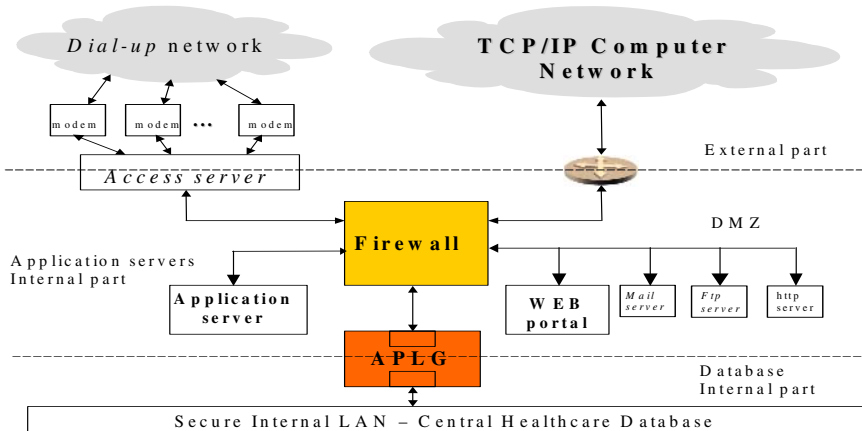 Dial-up network
TCP/IP Computer
Network
modem
modem
...
modem
External part
Access server
DMZ
Firewall
Application servers
Internal part
Application
server
WEB
portal
Mail
server
Ftp
server
http
server
APLG
Database
Internal part
Secure Internal LAN – Central Healthcare Database